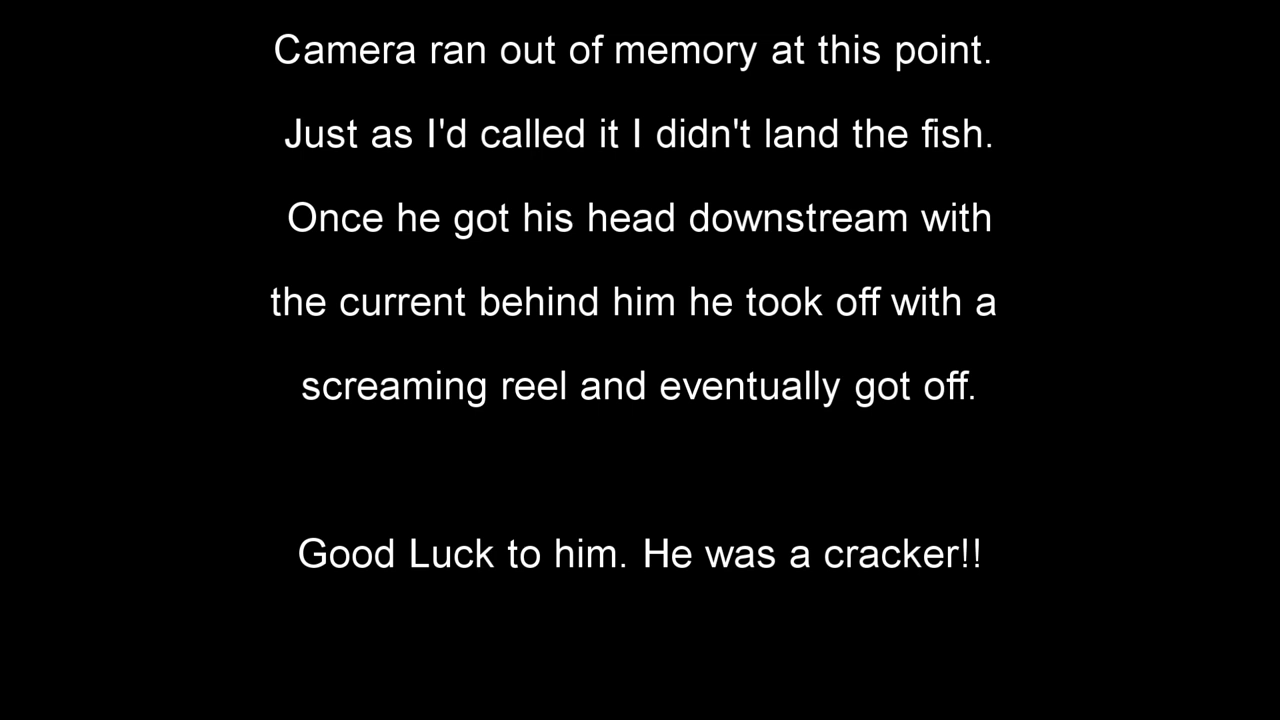 Camera ran out of memory at this point.
Just as I'd called it I didn't land the fish.
Once he got his head downstream with
the current behind him he took off with a
screaming reel and eventually got off.
Good Luck to him. He was a cracker!!